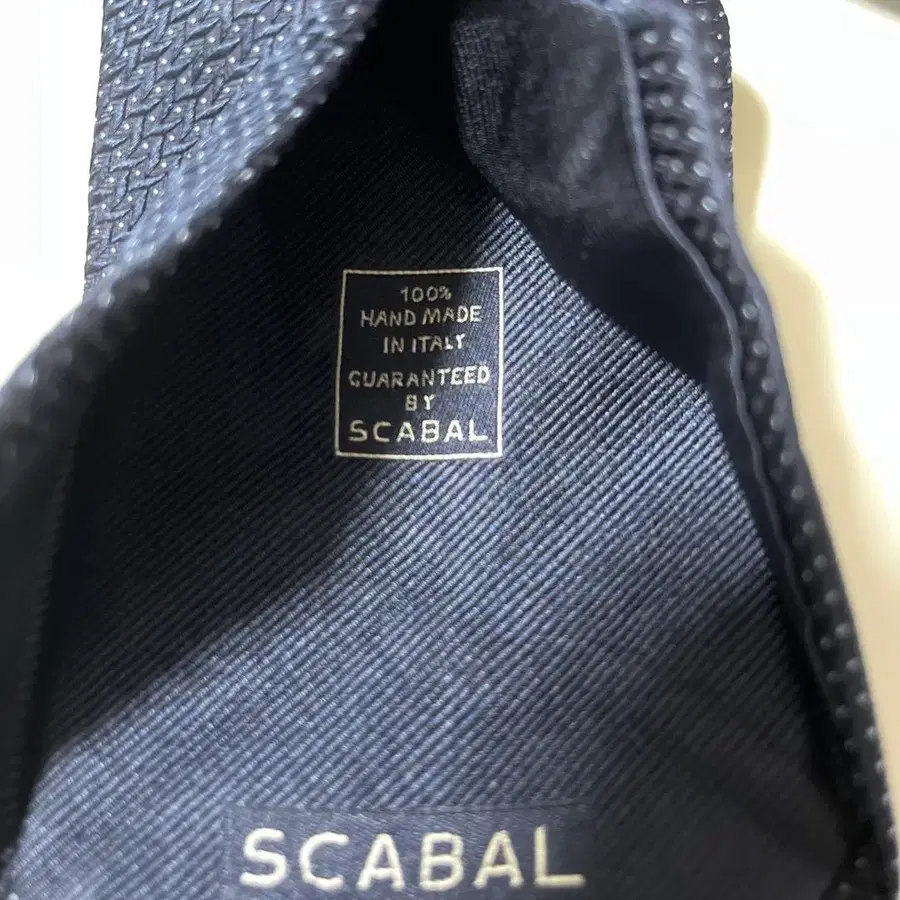 100%
HAND MADE
IN ITALY
GUARANTEED
BY
SCABAL
SCABAL